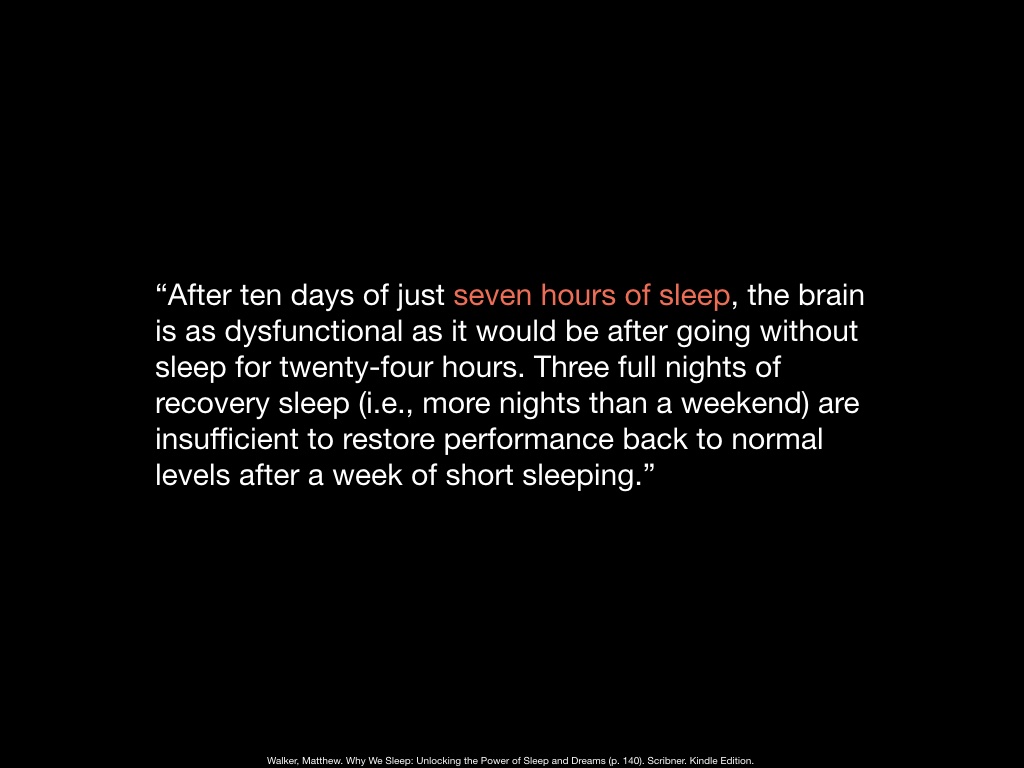 “After ten days of just seven hours of sleep, the brain
is as dysfunctional as it would be after going without
sleep for twenty-four hours. Three full nights of
recovery sleep (i.e., more nights than a weekend) are
insufficient to restore performance back to normal
levels after a week of short sleeping.”
Walker, Matthew. Why We Sleep: Unlocking the Power of Sleep and Dreams (p. 140). Scribner. Kindle Edition.